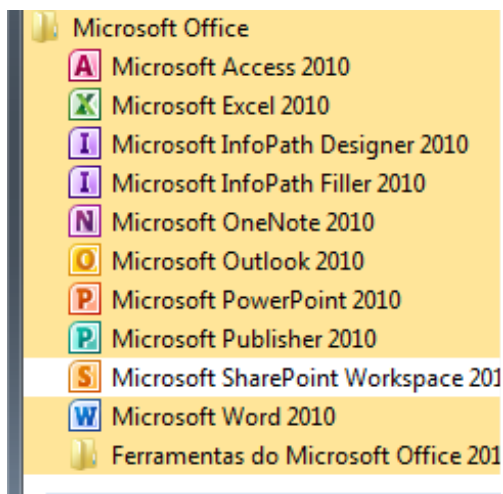 Microsoft Office
A Microsoft Access 2010
X Microsoft Excel 2010
I Microsoft InfoPath Designer 2010
I Microsoft InfoPath Filler 2010
N Microsoft OneNote 2010
O Microsoft Outlook 2010
P Microsoft PowerPoint 2010
P Microsoft Publisher 2010
S Microsoft SharePoint Workspace 201
W Microsoft Word 2010
Ferramentas do Microsoft Office 201